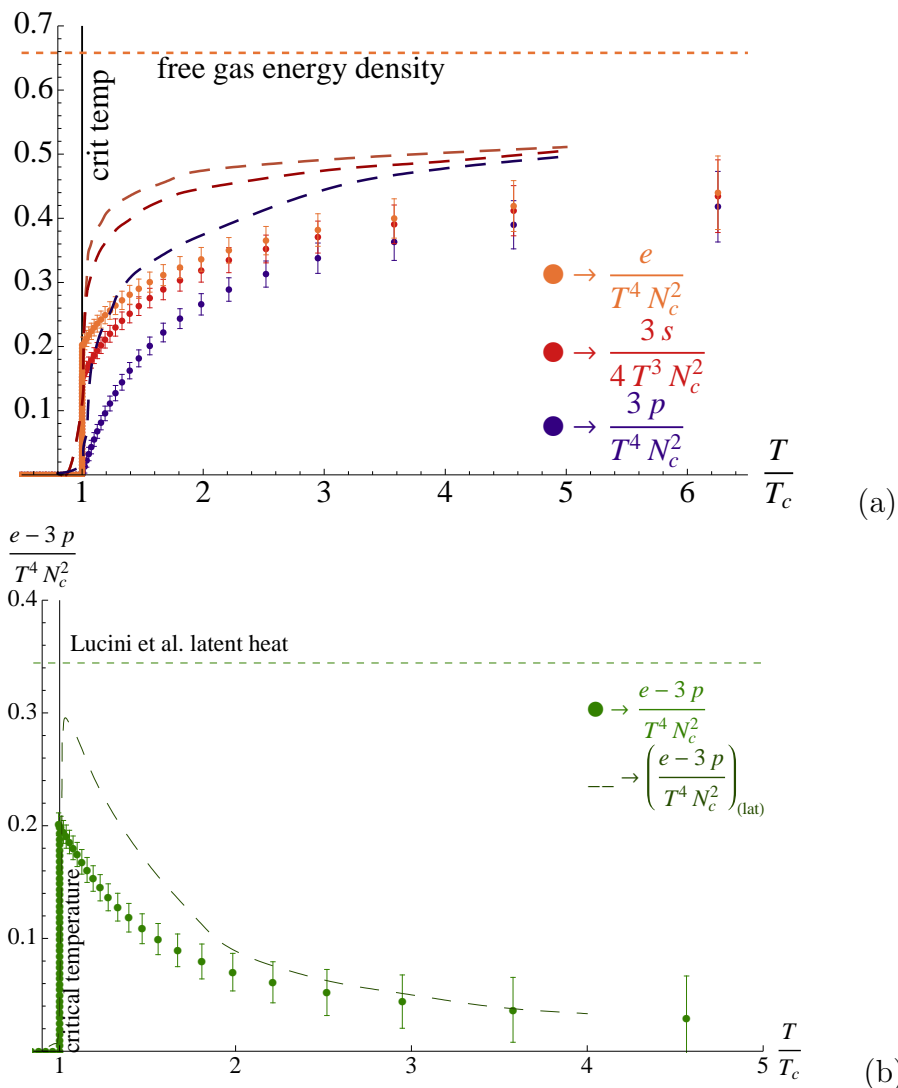 0.7
free gas energy density
0.6
crit temp
0.5
0.4
0.3
● → e / (T^4 N_c^2)
0.2
● → 3 s / (4 T^3 N_c^2)
0.1
● → 3 p / (T^4 N_c^2)
1 2 3 4 5 6
T / T_c
(a)
e − 3 p / (T^4 N_c^2)
0.4
Lucini et al. latent heat
0.3
● → e − 3 p / (T^4 N_c^2)
−− → (e − 3 p / (T^4 N_c^2))_(lat)
0.2
critical temperature
0.1
1 2 3 4 5
T / T_c
(b)